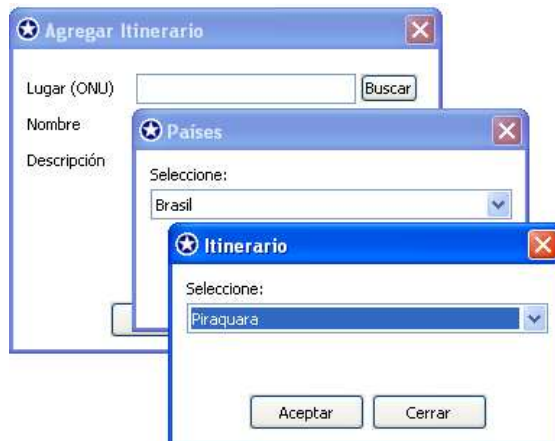 Agregar Itinerario
Lugar (ONU)
Buscar
Nombre
Descripción
Países
Seleccione:
Brasil
Itinerario
Seleccione:
Piraquara
Aceptar
Cerrar